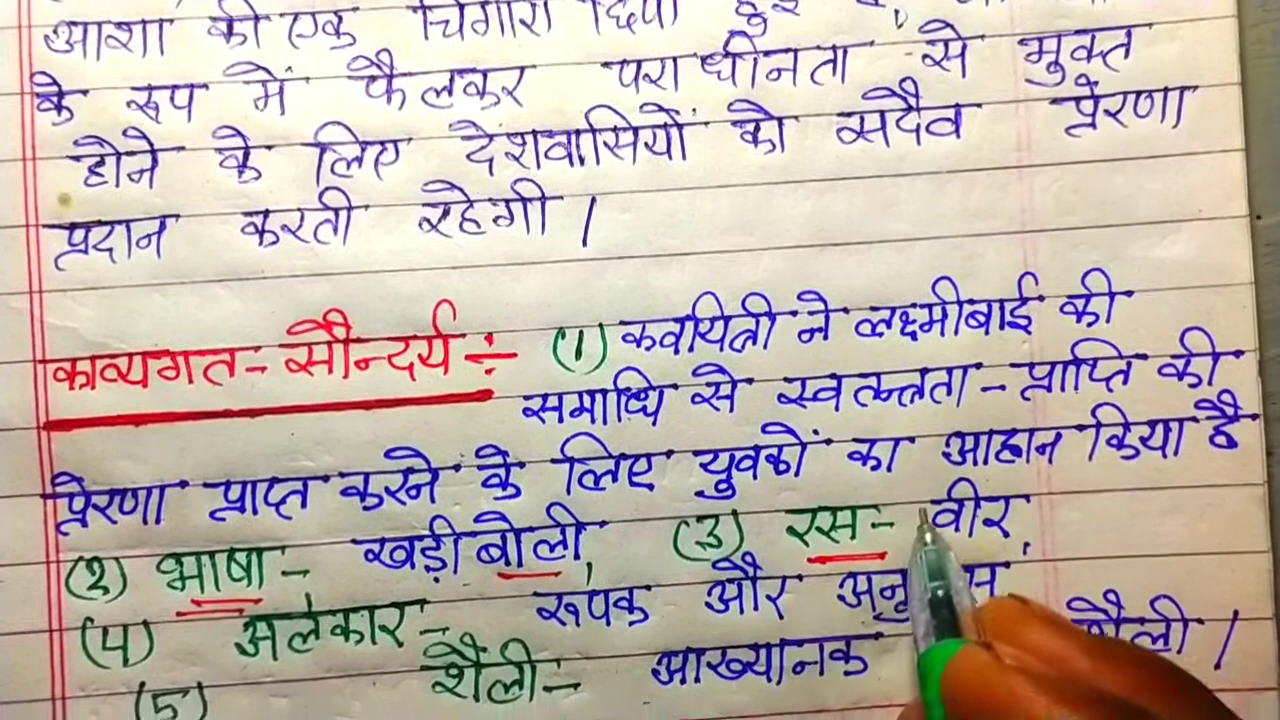 आशा की एक चिंगारी छिपी हुई
के रूप में फैलकर पराधीनता से मुक्त
होने के लिए देशवासियों को सदैव प्रेरणा
प्रदान करती रहेगी।
काव्यगत-सौन्दर्य÷ (1) कवयित्री ने लक्ष्मीबाई की
समाधि से स्वतन्त्रता-प्राप्ति की
प्रेरणा प्राप्त करने के लिए युवकों का आह्वान किया है
(2) भाषा- खड़ीबोली, (3) रस- वीर,
(4) अलंकार- रूपक और
(5) शैली- आख्यानक शैली।